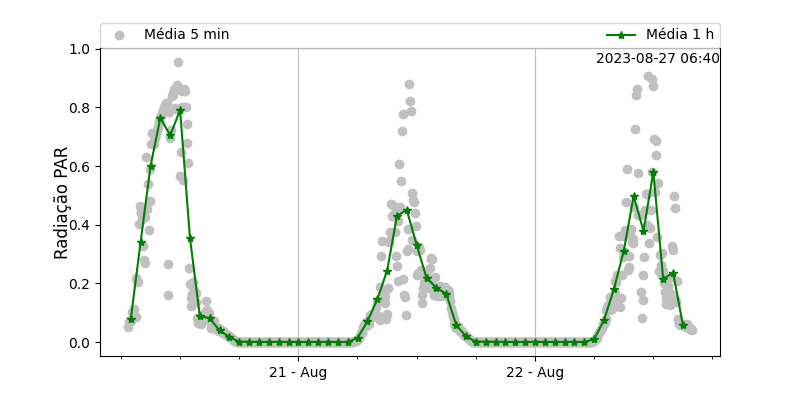 Média 5 min
Média 1 h
2023-08-27 06:40
1.0
0.8
0.6
0.4
0.2
0.0
Radiação PAR
21 - Aug
22 - Aug